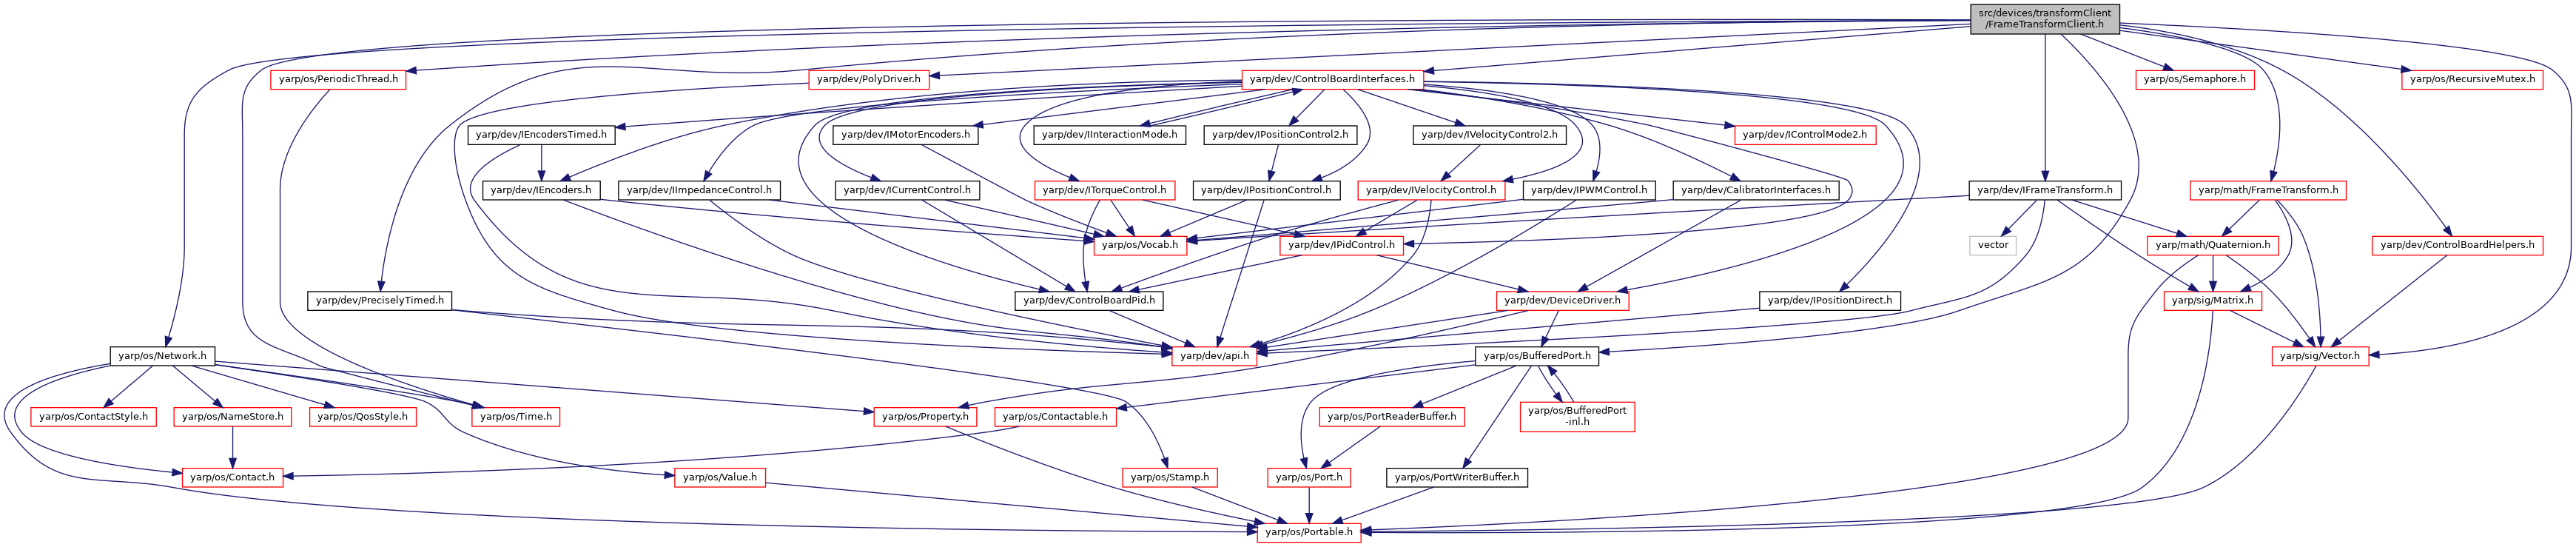 src/devices/transformClient
/FrameTransformClient.h
yarp/os/PeriodicThread.h
yarp/dev/PolyDriver.h
yarp/dev/ControlBoardInterfaces.h
yarp/os/Semaphore.h
yarp/os/RecursiveMutex.h
yarp/dev/IEncodersTimed.h
yarp/dev/IMotorEncoders.h
yarp/dev/IInteractionMode.h
yarp/dev/IPositionControl2.h
yarp/dev/IVelocityControl2.h
yarp/dev/IControlMode2.h
yarp/dev/IEncoders.h
yarp/dev/IImpedanceControl.h
yarp/dev/ICurrentControl.h
yarp/dev/ITorqueControl.h
yarp/dev/IPositionControl.h
yarp/dev/IVelocityControl.h
yarp/dev/IPWMControl.h
yarp/dev/CalibratorInterfaces.h
yarp/dev/IFrameTransform.h
yarp/math/FrameTransform.h
yarp/os/Vocab.h
yarp/dev/IPidControl.h
vector
yarp/math/Quaternion.h
yarp/dev/ControlBoardHelpers.h
yarp/dev/PreciselyTimed.h
yarp/dev/ControlBoardPid.h
yarp/dev/DeviceDriver.h
yarp/dev/IPositionDirect.h
yarp/sig/Matrix.h
yarp/os/Network.h
yarp/dev/api.h
yarp/os/BufferedPort.h
yarp/sig/Vector.h
yarp/os/ContactStyle.h
yarp/os/NameStore.h
yarp/os/QosStyle.h
yarp/os/Time.h
yarp/os/Property.h
yarp/os/Contactable.h
yarp/os/PortReaderBuffer.h
yarp/os/BufferedPort
-inl.h
yarp/os/Contact.h
yarp/os/Value.h
yarp/os/Stamp.h
yarp/os/Port.h
yarp/os/PortWriterBuffer.h
yarp/os/Portable.h